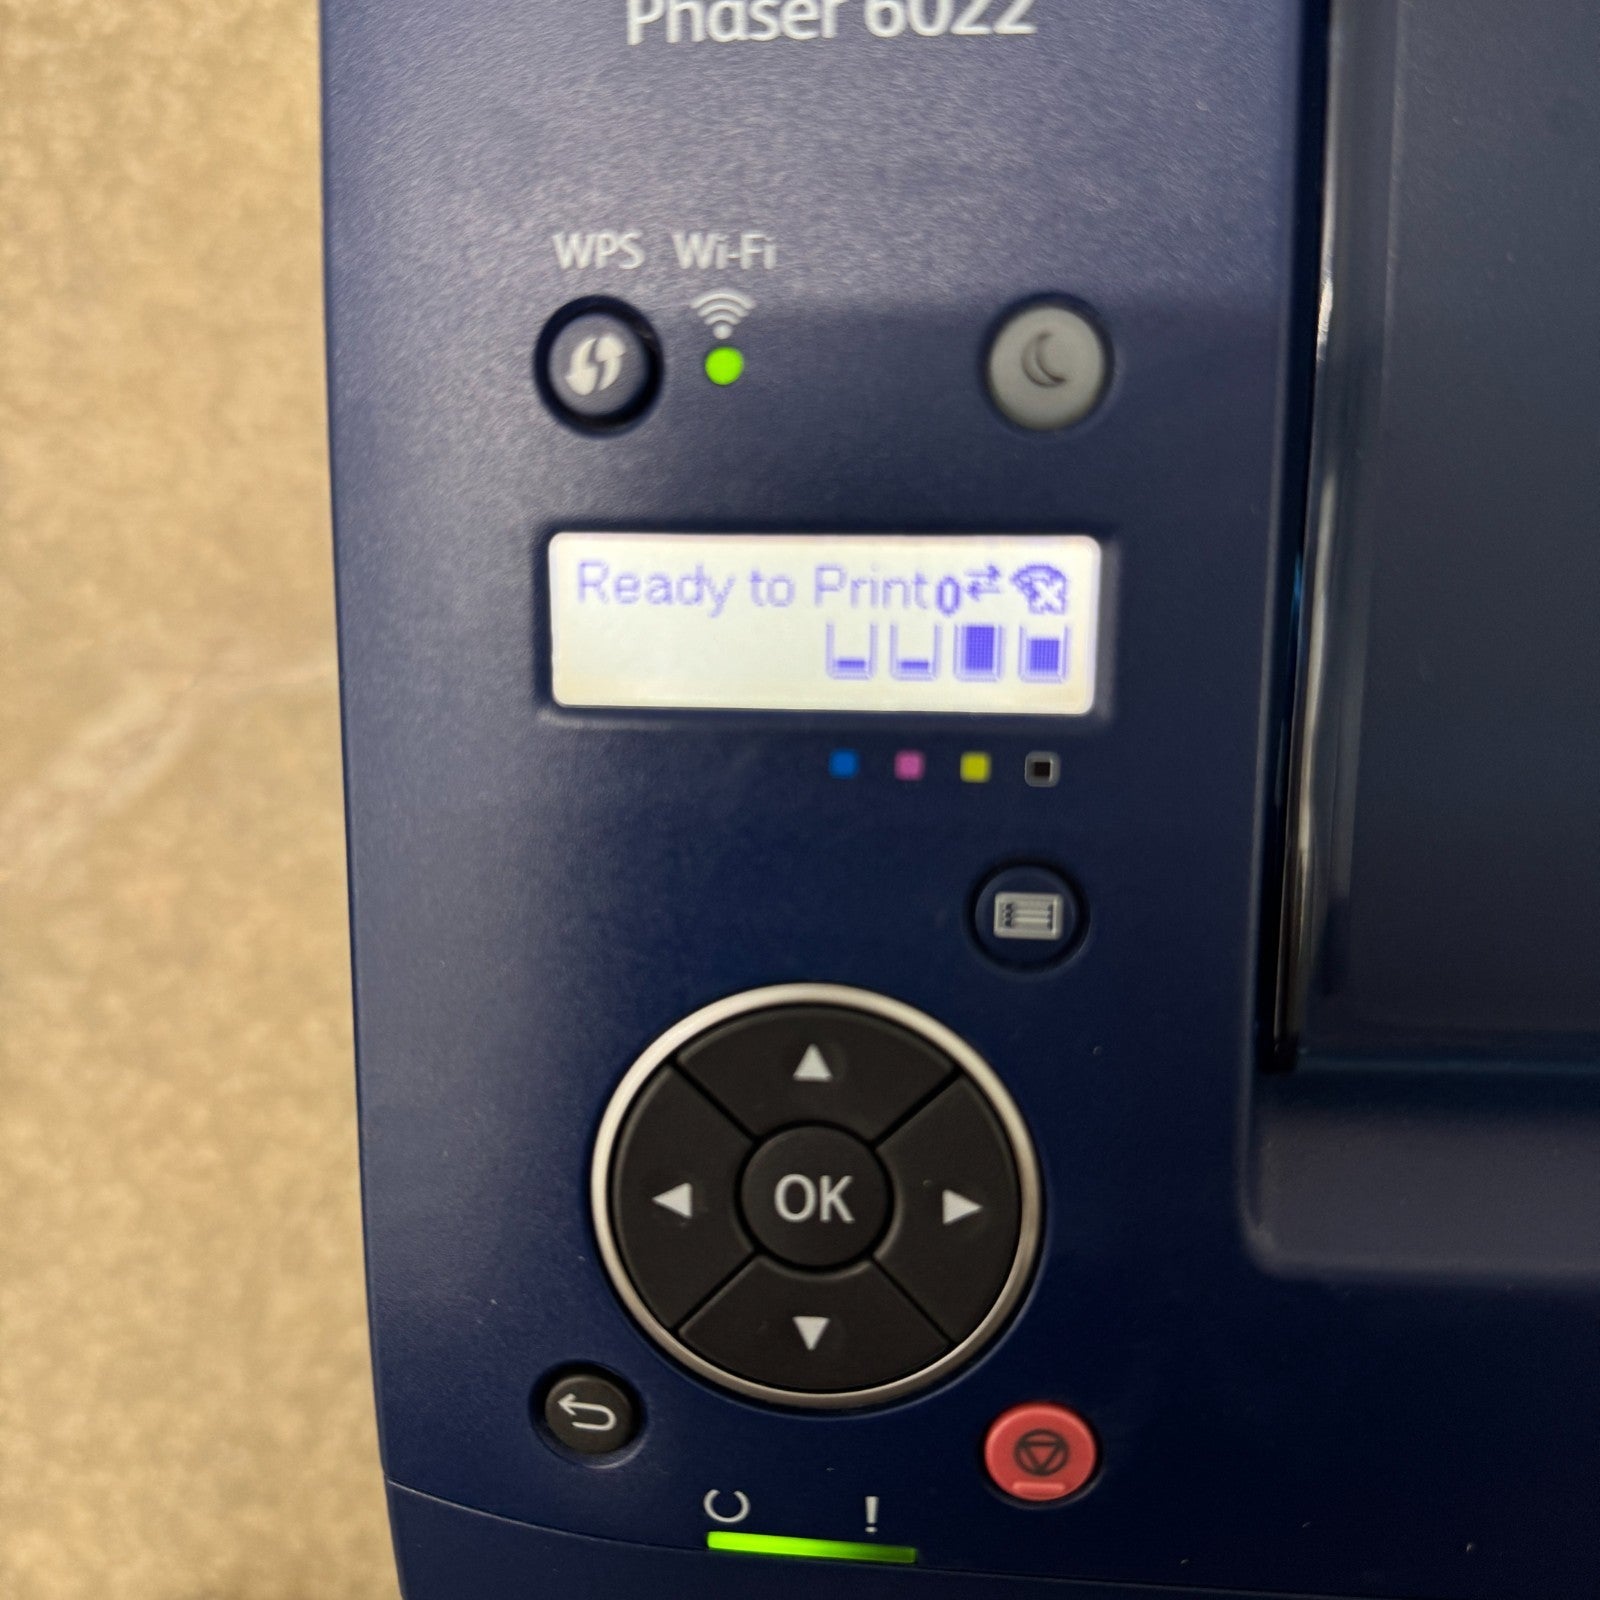 Phaser 6022
WPS Wi-Fi
Ready to Print
OK
!